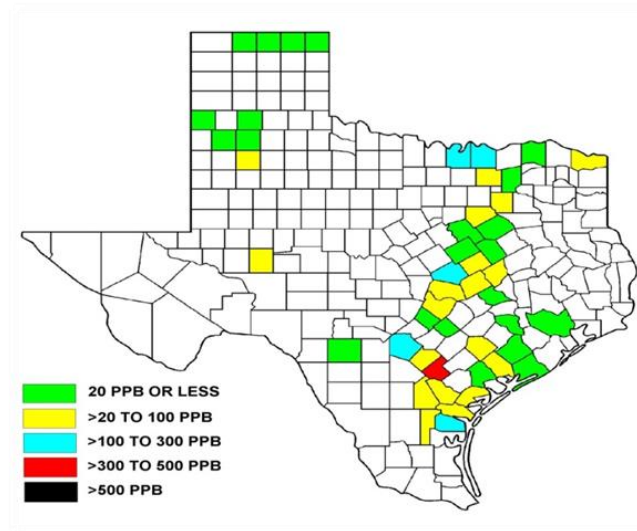 20 PPB OR LESS
>20 TO 100 PPB
>100 TO 300 PPB
>300 TO 500 PPB
>500 PPB